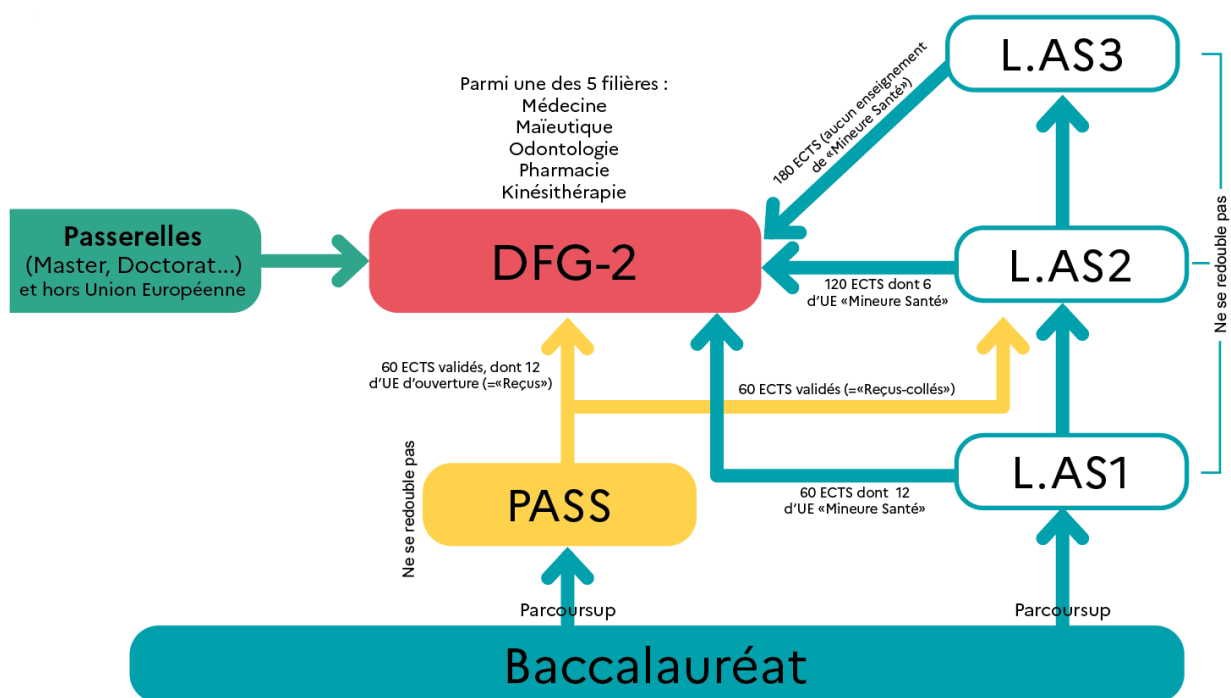 L.AS3
Parmi une des 5 filières :
Médecine
Maïeutique
Odontologie
Pharmacie
Kinésithérapie
180 ECTS (aucun enseignement
de «Mineure Santé»)
Ne se redouble pas
Passerelles
(Master, Doctorat...)
et hors Union Européenne
DFG-2
L.AS2
120 ECTS dont 6
d'UE «Mineure Santé»
60 ECTS validés, dont 12
d'UE d'ouverture (=«Reçus»)
60 ECTS validés (=«Reçus-collés»)
Ne se redouble pas
PASS
L.AS1
60 ECTS dont 12
d'UE «Mineure Santé»
Parcoursup
Parcoursup
Baccalauréat